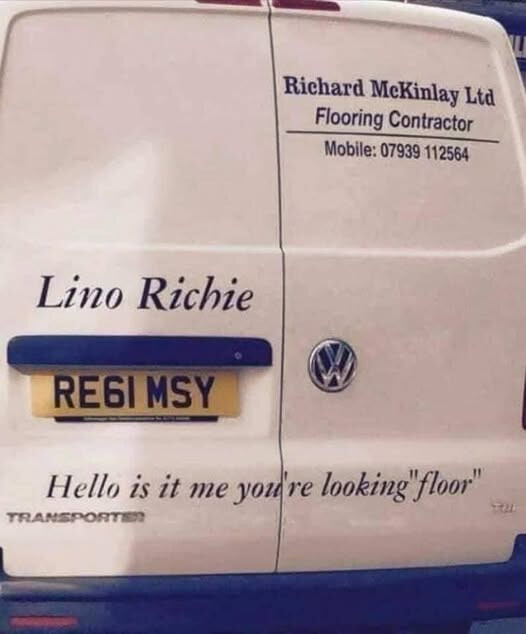 Richard McKinlay Ltd
Flooring Contractor
Mobile: 07939 112564
Lino Richie
RE61 MSY
Hello is it me you're looking"floor"
TRANSPORTER